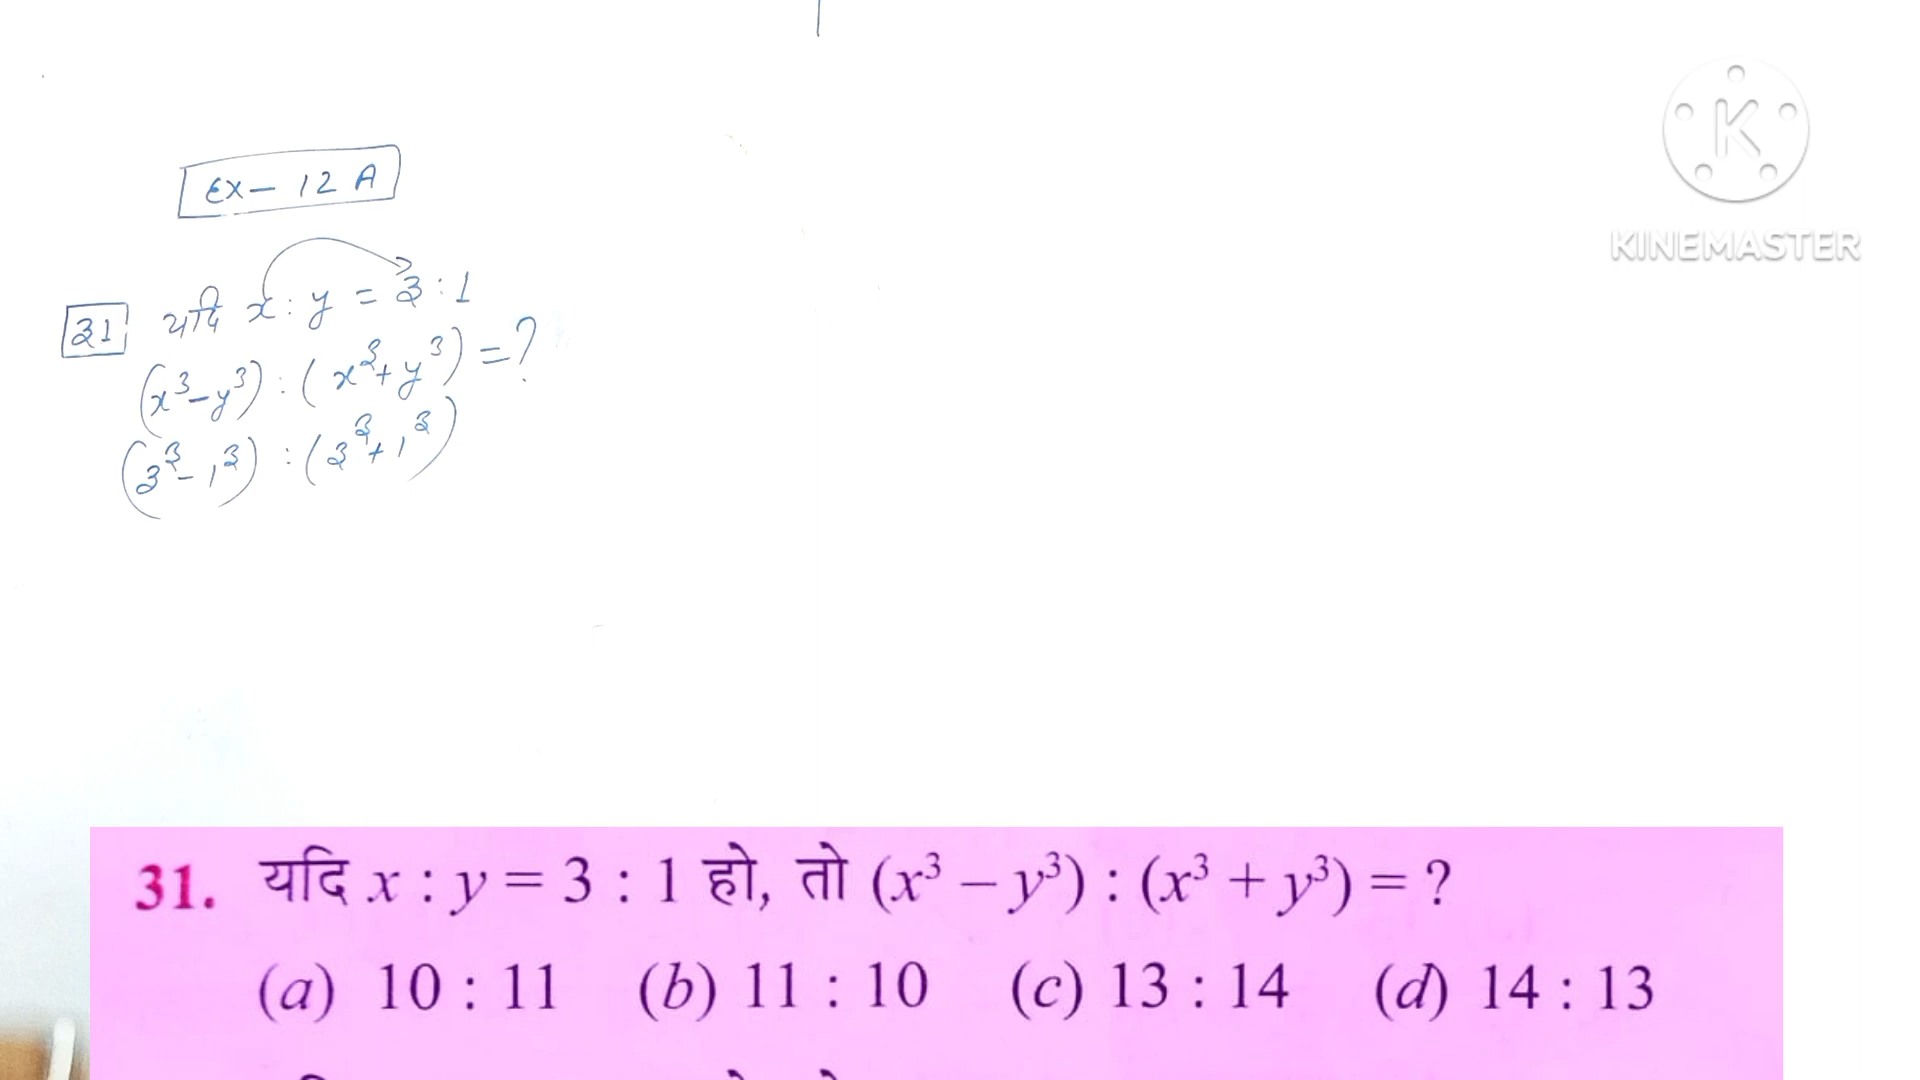 Ex - 12 A
31 यदि x : y = 3 : 1
(x³ - y³) : (x³ + y³) = ?
(3³ - 1³) : (3³ + 1³)
KINEMASTER
31. यदि x : y = 3 : 1 हो, तो (x³ – y³) : (x³ + y³) = ?
(a) 10 : 11 (b) 11 : 10 (c) 13 : 14 (d) 14 : 13